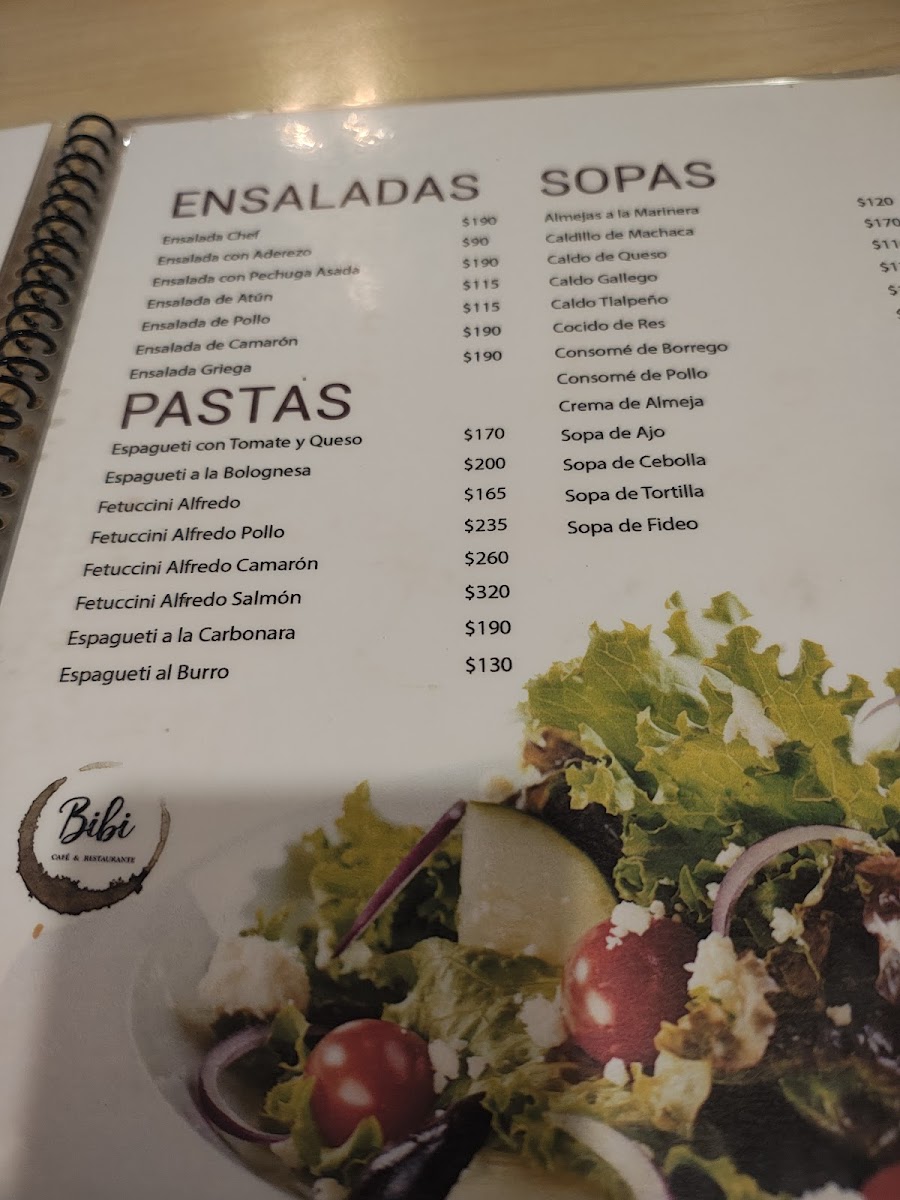 ENSALADAS
Ensalada Chef $190
Ensalada con Aderezo $90
Ensalada con Pechuga Asada $190
Ensalada de Atún $115
Ensalada de Pollo $115
Ensalada de Camarón $190
Ensalada Griega $190
PASTAS
Espagueti con Tomate y Queso $170
Espagueti a la Bolognesa $200
Fetuccini Alfredo $165
Fetuccini Alfredo Pollo $235
Fetuccini Alfredo Camarón $260
Fetuccini Alfredo Salmón $320
Espagueti a la Carbonara $190
Espagueti al Burro $130
SOPAS
Almejas a la Marinera $120
Caldillo de Machaca $170
Caldo de Queso
Caldo Gallego
Caldo Tlalpeño
Cocido de Res
Consomé de Borrego
Consomé de Pollo
Crema de Almeja
Sopa de Ajo
Sopa de Cebolla
Sopa de Tortilla
Sopa de Fideo
Bibi
CAFÉ & RESTAURANTE